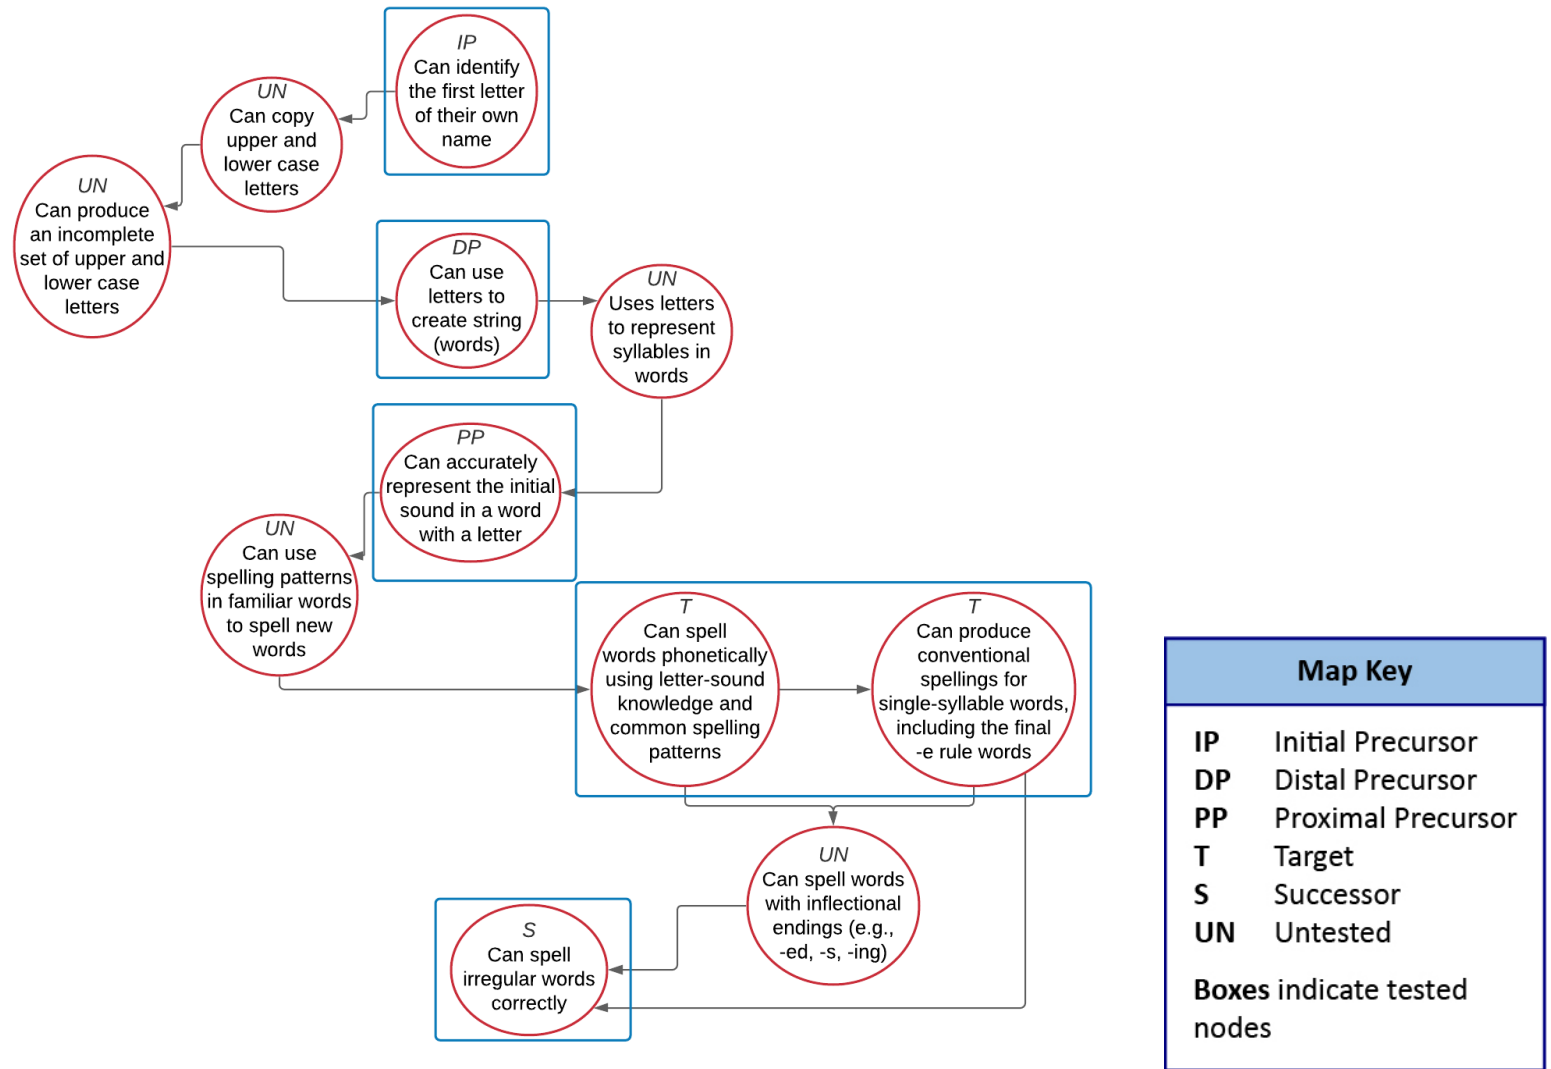 IP
Can identify
the first letter
of their own
name
UN
Can copy
upper and
lower case
letters
UN
Can produce
an incomplete
set of upper and
lower case
letters
DP
Can use
letters to
create string
(words)
UN
Uses letters
to represent
syllables in
words
PP
Can accurately
represent the initial
sound in a word
with a letter
UN
Can use
spelling patterns
in familiar words
to spell new
words
T
Can spell
words phonetically
using letter-sound
knowledge and
common spelling
patterns
T
Can produce
conventional
spellings for
single-syllable words,
including the final
-e rule words
UN
Can spell words
with inflectional
endings (e.g.,
-ed, -s, -ing)
S
Can spell
irregular words
correctly
Map Key
IP Initial Precursor
DP Distal Precursor
PP Proximal Precursor
T Target
S Successor
UN Untested
Boxes indicate tested
nodes